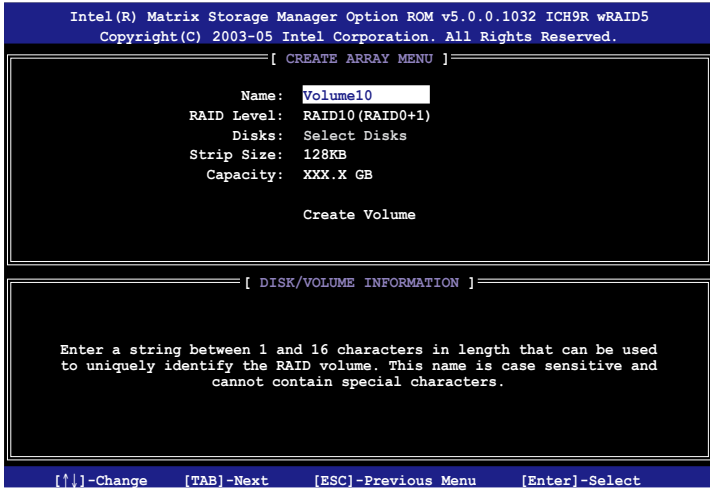 Intel(R) Matrix Storage Manager Option ROM v5.0.0.1032 ICH9R wRAID5
Copyright(C) 2003-05 Intel Corporation. All Rights Reserved.
[ CREATE ARRAY MENU ]
Name: Volume10
RAID Level: RAID10(RAID0+1)
Disks: Select Disks
Strip Size: 128KB
Capacity: XXX.X GB
Create Volume
[ DISK/VOLUME INFORMATION ]
Enter a string between 1 and 16 characters in length that can be used
to uniquely identify the RAID volume. This name is case sensitive and
cannot contain special characters.
[↑↓]-Change [TAB]-Next [ESC]-Previous Menu [Enter]-Select